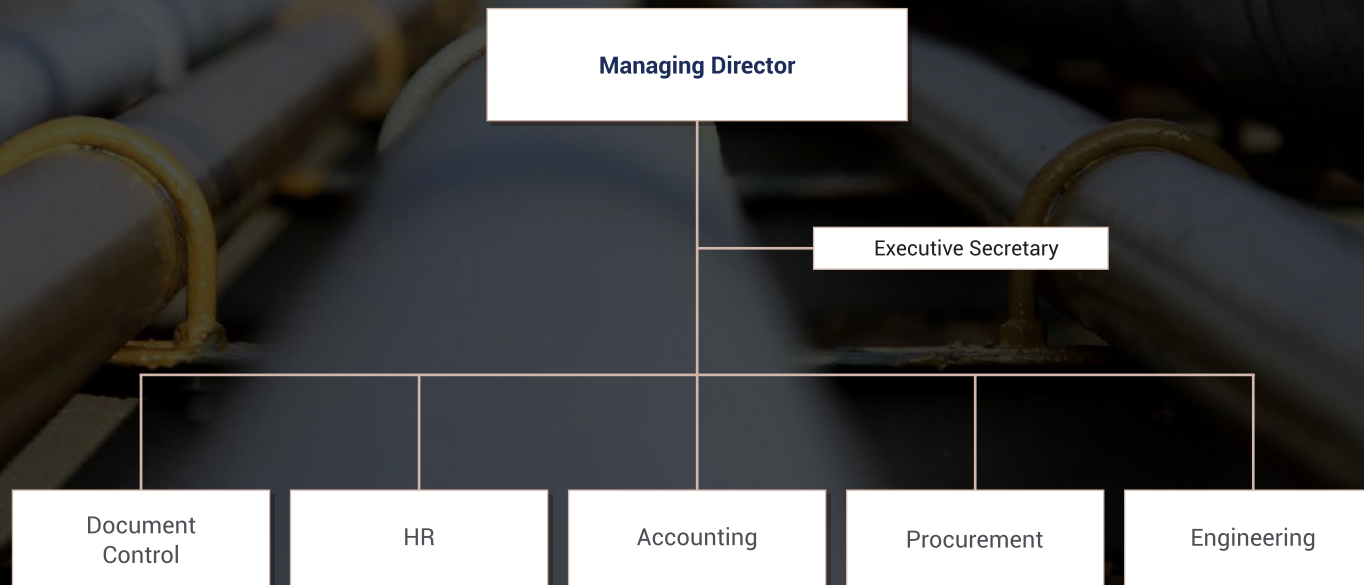 Managing Director
Executive Secretary
Document
Control
HR
Accounting
Procurement
Engineering